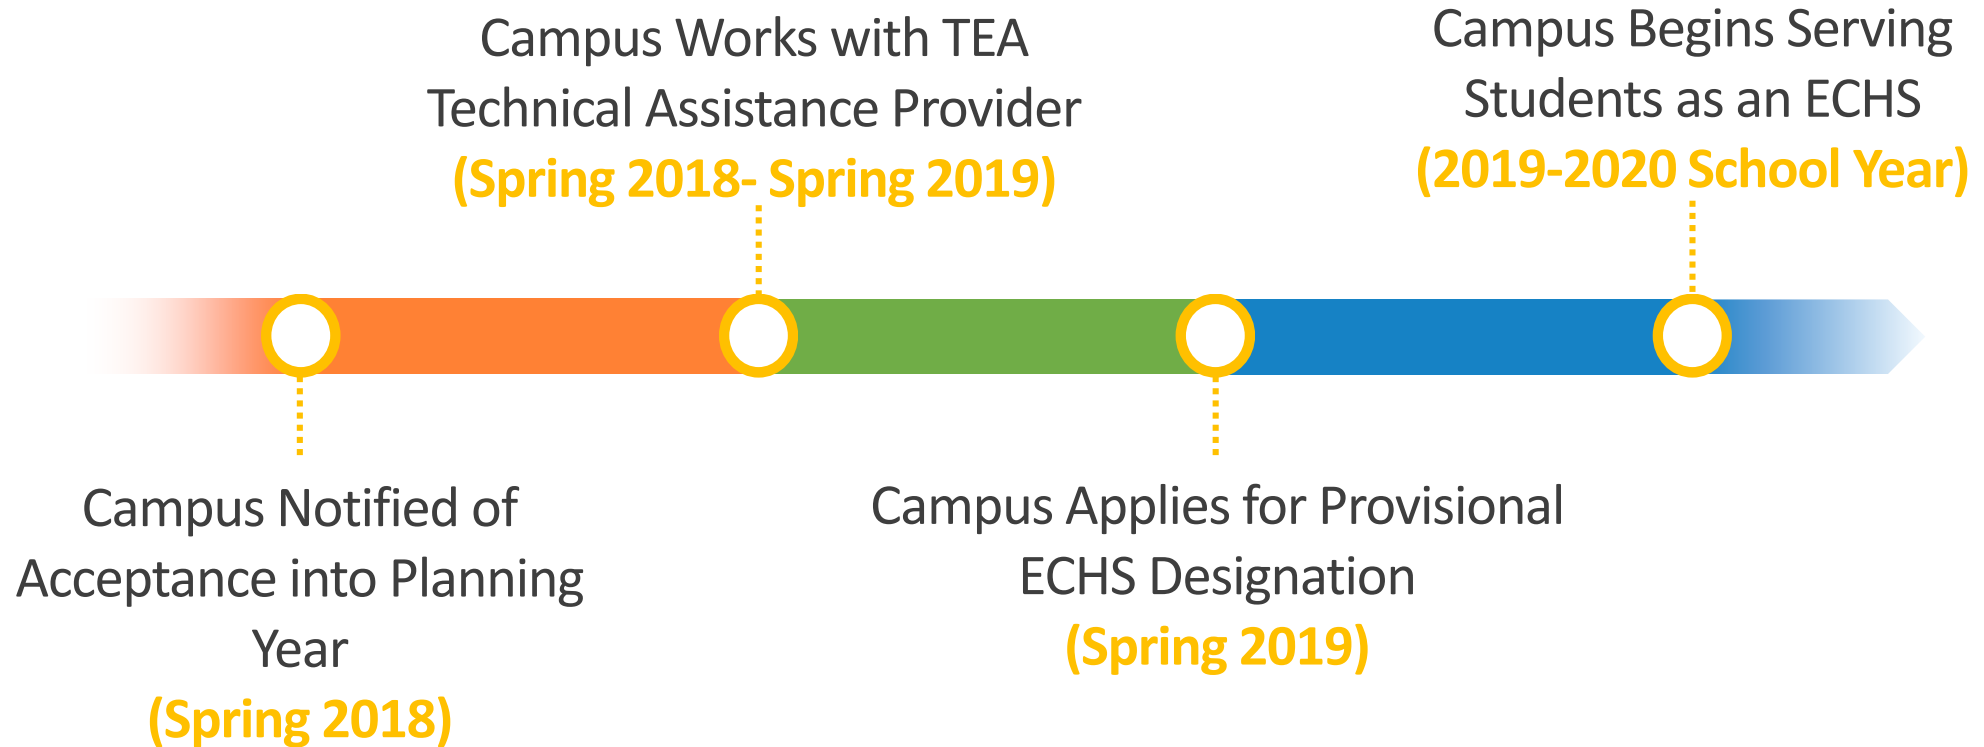 Campus Notified of
Acceptance into Planning
Year
(Spring 2018)
Campus Works with TEA
Technical Assistance Provider
(Spring 2018- Spring 2019)
Campus Applies for Provisional
ECHS Designation
(Spring 2019)
Campus Begins Serving
Students as an ECHS
(2019-2020 School Year)